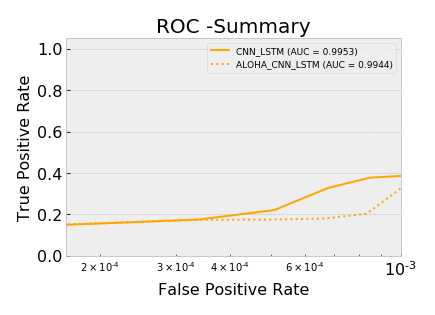 ROC -Summary
CNN_LSTM (AUC = 0.9953)
ALOHA_CNN_LSTM (AUC = 0.9944)
True Positive Rate
1.0
0.8
0.6
0.4
0.2
0.0
2 × 10⁻⁴ 3 × 10⁻⁴ 4 × 10⁻⁴ 6 × 10⁻⁴ 10⁻³
False Positive Rate